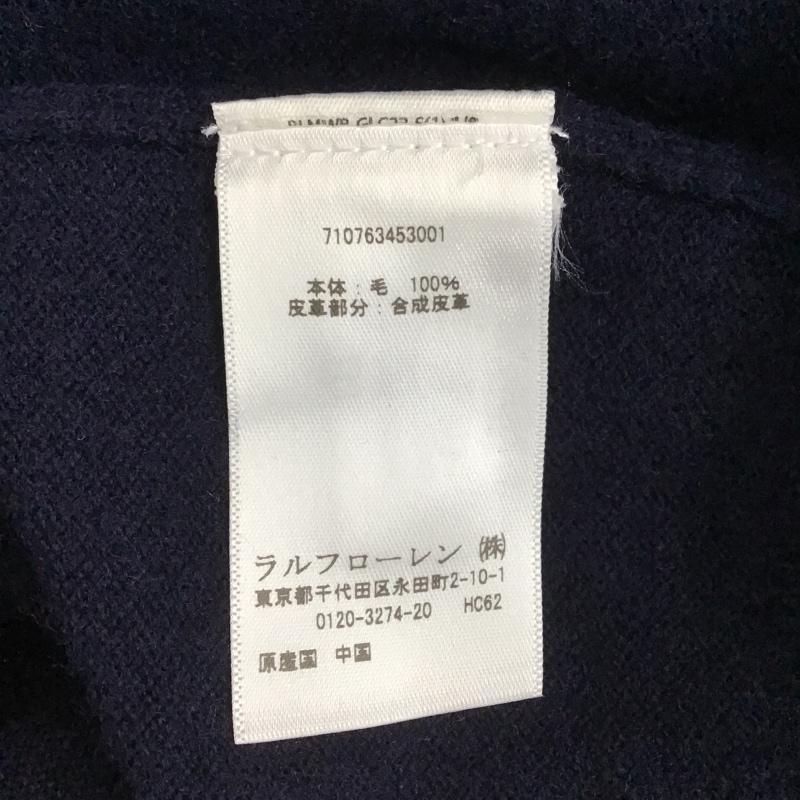 710763453001
本体：毛 100%
皮革部分：合成皮革
ラルフローレン ㈱
東京都千代田区永田町2-10-1
0120-3274-20 HC62
原産国 中国